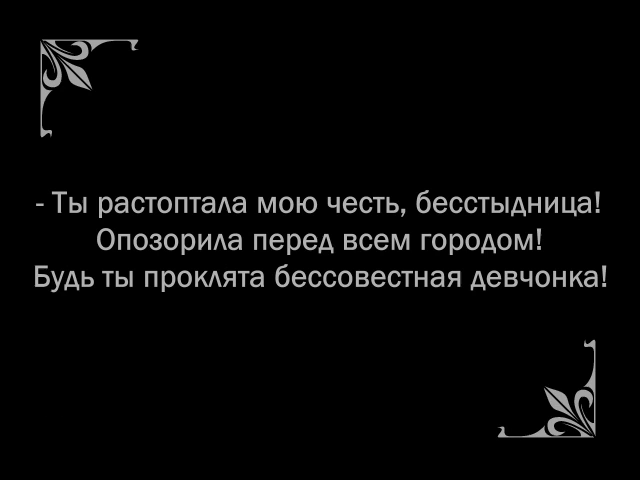 - Ты растоптала мою честь, бесстыдница!
Опозорила перед всем городом!
Будь ты проклята бессовестная девчонка!